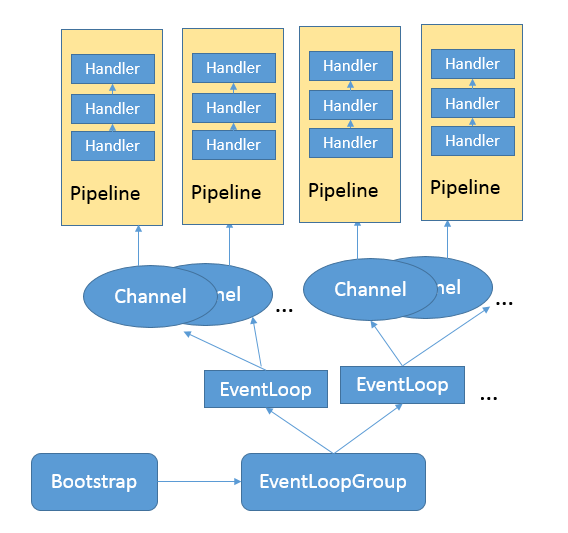 Handler
Handler
Handler
Pipeline
Handler
Handler
Handler
Pipeline
Handler
Handler
Handler
Pipeline
Handler
Handler
Handler
Pipeline
Channel
nel
...
Channel
nel
...
EventLoop
EventLoop
...
Bootstrap
EventLoopGroup